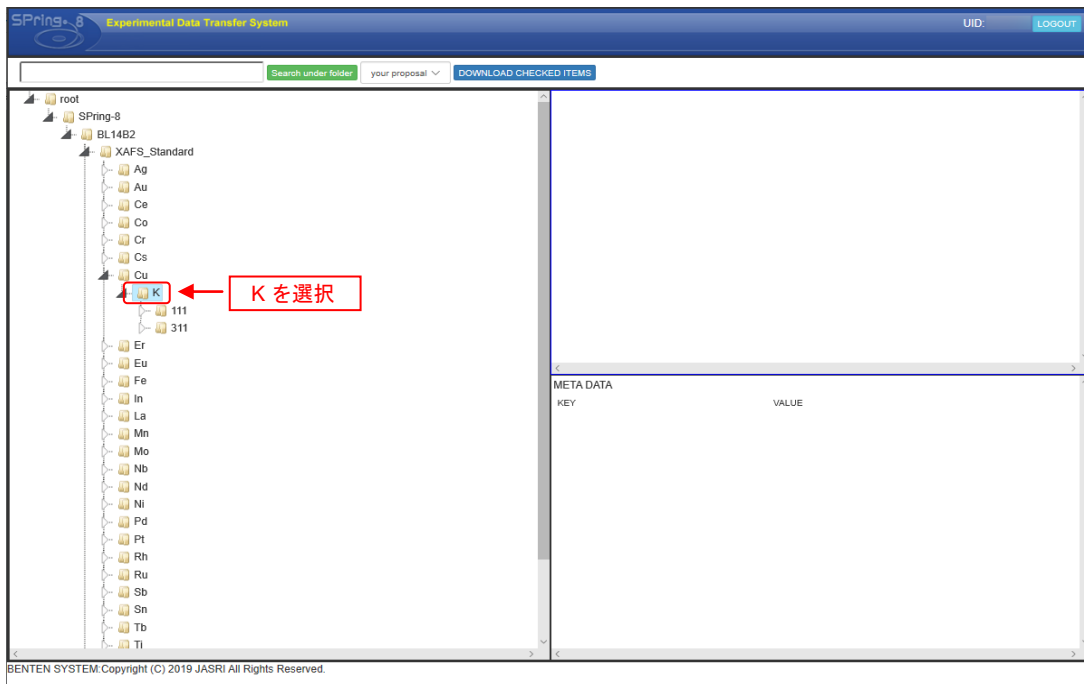 SPring-8 Experimental Data Transfer System UID: LOGOUT
Search under folder your proposal DOWNLOAD CHECKED ITEMS
root
SPring-8
BL14B2
XAFS_Standard
Ag
Au
Ce
Co
Cr
Cs
Cu
K K を選択
111
311
Er
Eu
Fe
In
La
Mn
Mo
Nb
Nd
Ni
Pd
Pt
Rh
Ru
Sb
Sn
Tb
Ti
META DATA
KEY VALUE
BENTEN SYSTEM:Copyright (C) 2019 JASRI All Rights Reserved.